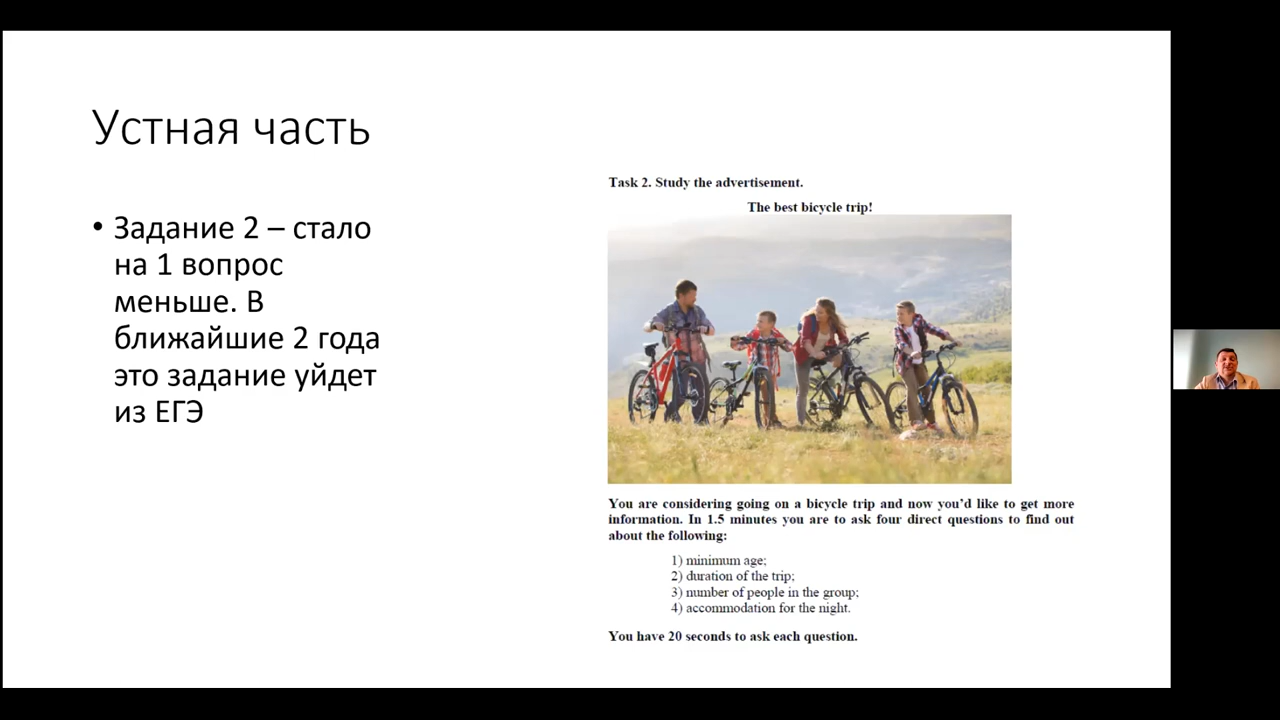 Устная часть
• Задание 2 – стало
на 1 вопрос
меньше. В
ближайшие 2 года
это задание уйдет
из ЕГЭ
Task 2. Study the advertisement.
The best bicycle trip!
You are considering going on a bicycle trip and now you'd like to get more
information. In 1.5 minutes you are to ask four direct questions to find out
about the following:
1) minimum age;
2) duration of the trip;
3) number of people in the group;
4) accommodation for the night.
You have 20 seconds to ask each question.